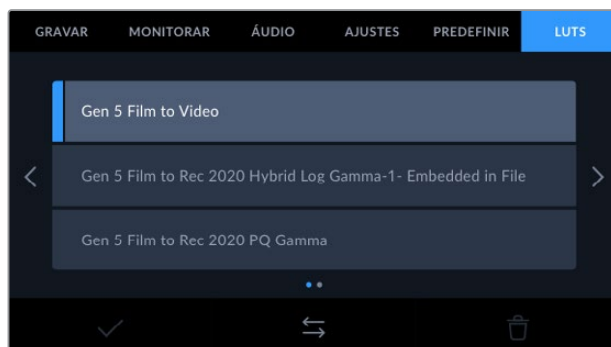 GRAVAR MONITORAR ÁUDIO AJUSTES PREDEFINIR LUTS
Gen 5 Film to Video
Gen 5 Film to Rec 2020 Hybrid Log Gamma-1- Embedded in File
Gen 5 Film to Rec 2020 PQ Gamma